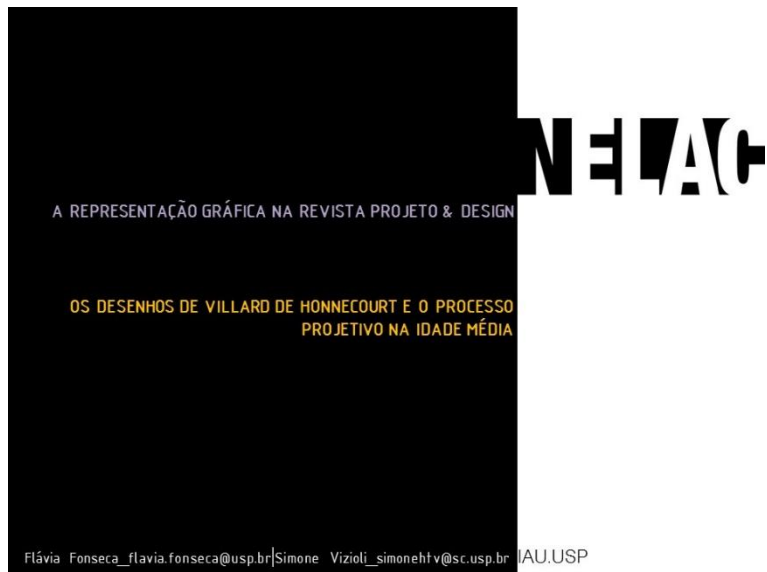 NELAC
A REPRESENTAÇÃO GRÁFICA NA REVISTA PROJETO & DESIGN
OS DESENHOS DE VILLARD DE HONNECOURT E O PROCESSO
PROJETIVO NA IDADE MÉDIA
Flávia Fonseca_flavia.fonseca@usp.br|Simone Vizioli_simonehtv@sc.usp.br IAU.USP